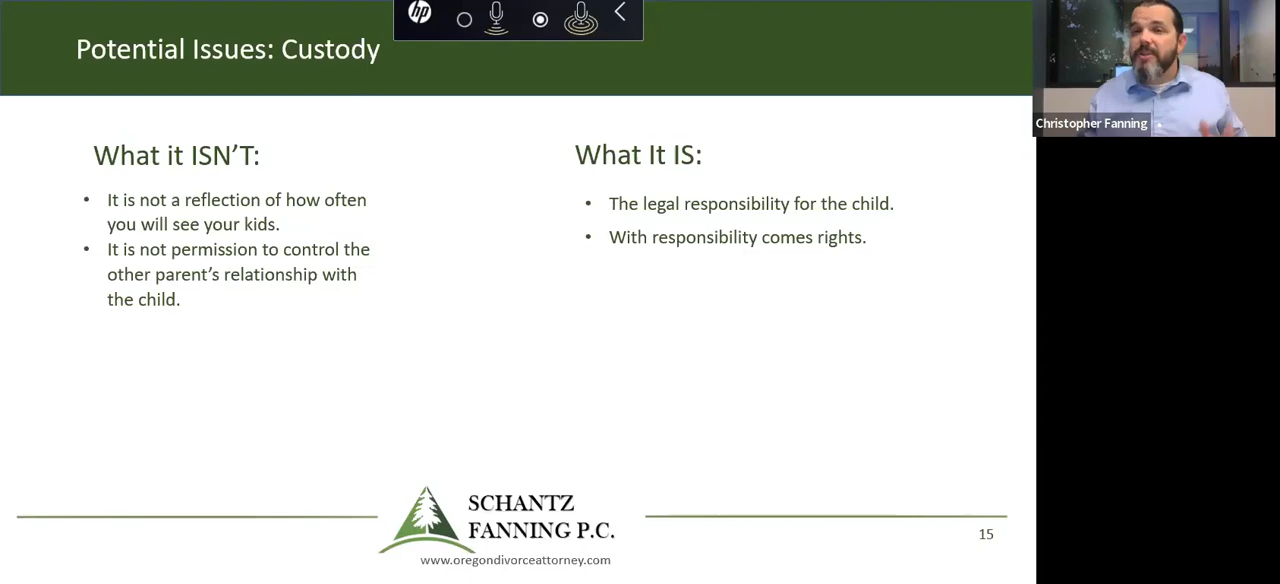 hp
Potential Issues: Custody
Christopher Fanning
What it ISN'T:
• It is not a reflection of how often
you will see your kids.
• It is not permission to control the
other parent's relationship with
the child.
What It IS:
• The legal responsibility for the child.
• With responsibility comes rights.
SCHANTZ
FANNING P.C.
www.oregondivorceattorney.com
15